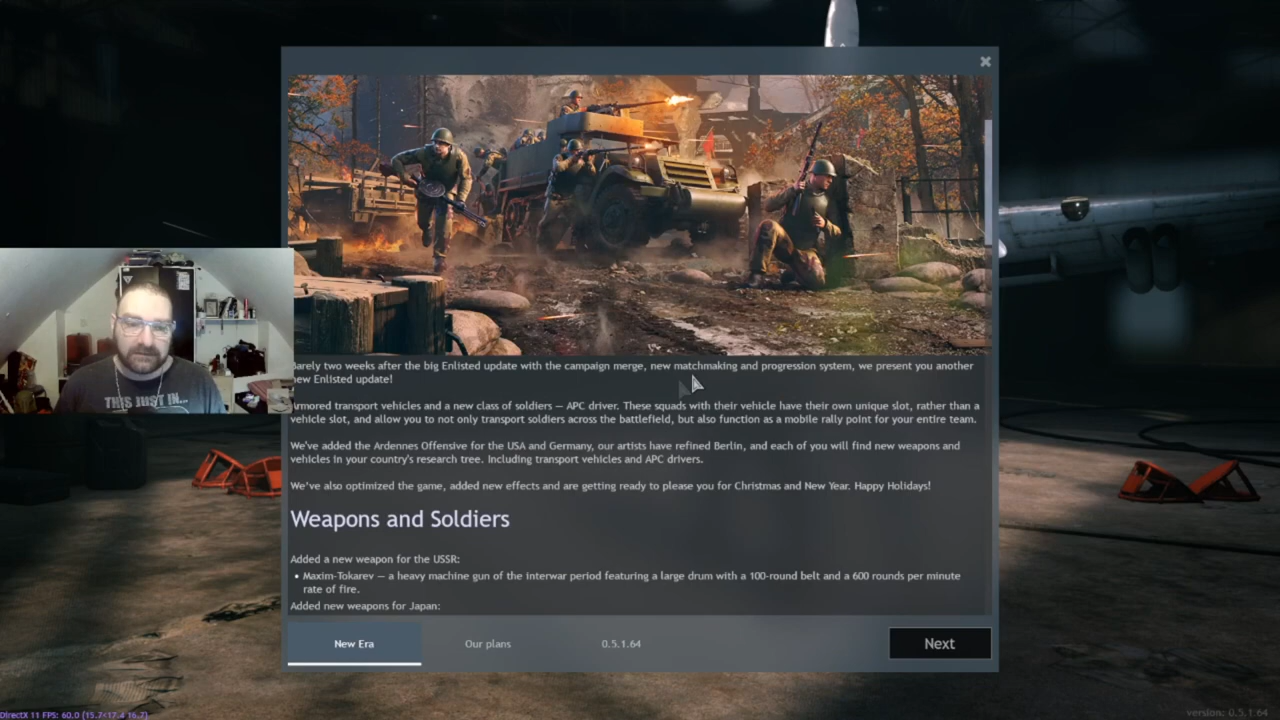 arely two weeks after the big Enlisted update with the campaign merge, new matchmaking and progression system, we present you another
ew Enlisted update!
rmored transport vehicles and a new class of soldiers — APC driver. These squads with their vehicle have their own unique slot, rather than a
vehicle slot, and allow you to not only transport soldiers across the battlefield, but also function as a mobile rally point for your entire team.
We've added the Ardennes Offensive for the USA and Germany, our artists have refined Berlin, and each of you will find new weapons and
vehicles in your country's research tree. Including transport vehicles and APC drivers.
We've also optimized the game, added new effects and are getting ready to please you for Christmas and New Year. Happy Holidays!
THIS JUST IN...
Weapons and Soldiers
Added a new weapon for the USSR:
• Maxim-Tokarev — a heavy machine gun of the interwar period featuring a large drum with a 100-round belt and a 600 rounds per minute
rate of fire.
Added new weapons for Japan:
New Era
Our plans
0.5.1.64
Next
DirectX 11 FPS: 60.0 (15.7<17.4 16.7)
version: 0.5.1.64